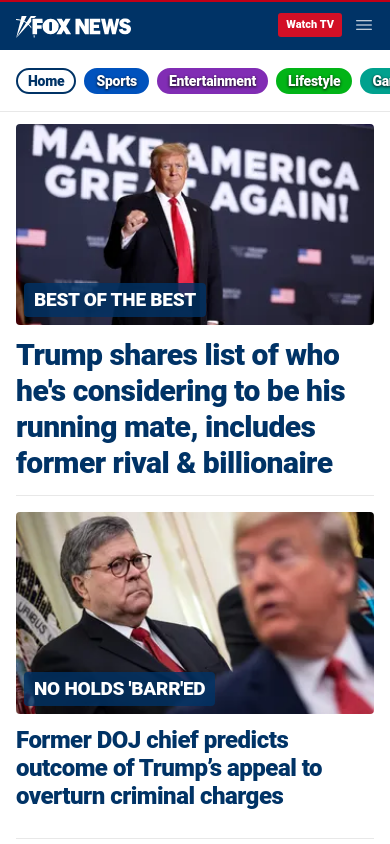 FOX NEWS
Watch TV
Home
Sports
Entertainment
Lifestyle
MAKE AMERICA
GREAT AGAIN!
BEST OF THE BEST
Trump shares list of who
he's considering to be his
running mate, includes
former rival & billionaire
NO HOLDS 'BARR'ED
Former DOJ chief predicts
outcome of Trump’s appeal to
overturn criminal charges